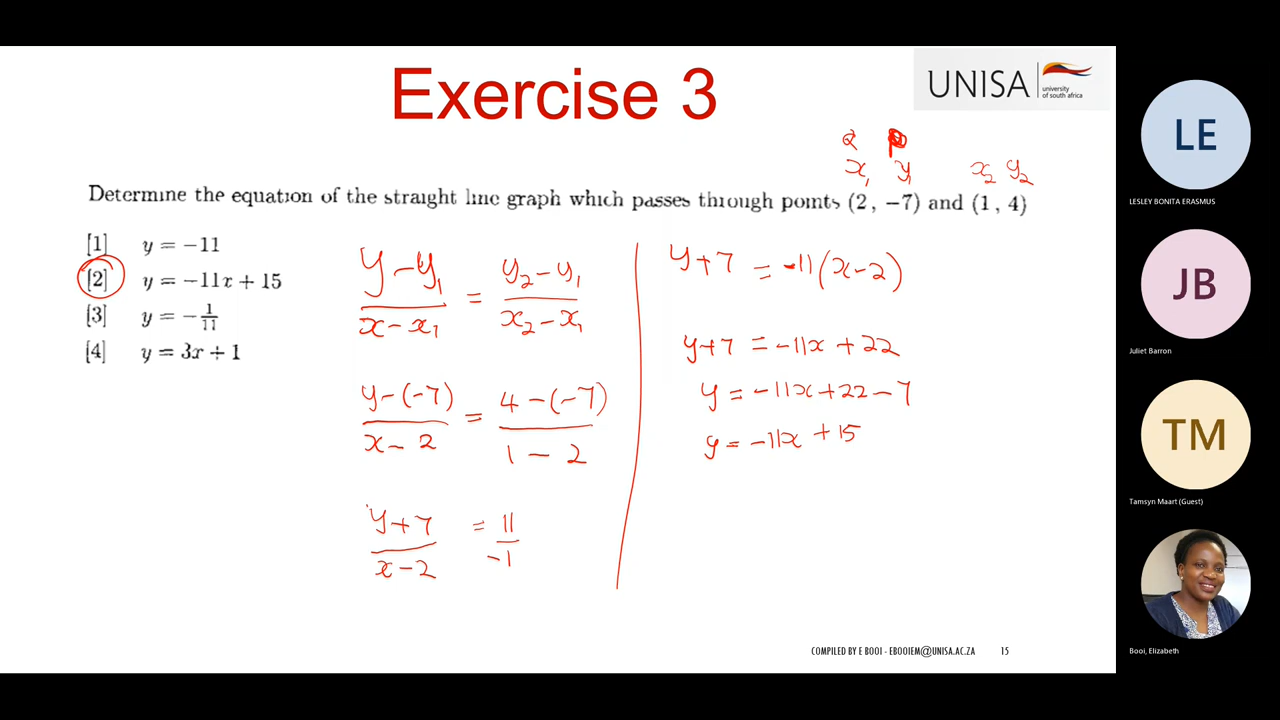 Exercise 3
UNISA
university
of south africa
x₁ y₁ x₂ y₂
Determine the equation of the straight line graph which passes through points (2, −7) and (1, 4)
[1] y = −11
[2] y = −11x + 15
[3] y = −1/11
[4] y = 3x + 1
(y − y₁)/(x − x₁) = (y₂ − y₁)/(x₂ − x₁)
(y − (−7))/(x − 2) = (4 − (−7))/(1 − 2)
(y + 7)/(x − 2) = 11/−1
y + 7 = −11(x − 2)
y + 7 = −11x + 22
y = −11x + 22 − 7
y = −11x + 15
COMPILED BY E BOOI - EBOOIEM@UNISA.AC.ZA 15
LE
LESLEY BONITA ERASMUS
JB
Juliet Barron
TM
Tamsyn Maart (Guest)
Booi, Elizabeth